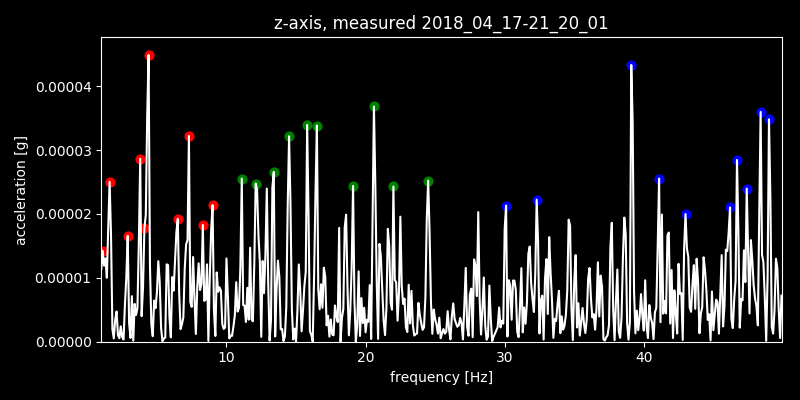 z-axis, measured 2018_04_17-21_20_01
acceleration [g]
0.00004
0.00003
0.00002
0.00001
0.00000
10 20 30 40
frequency [Hz]